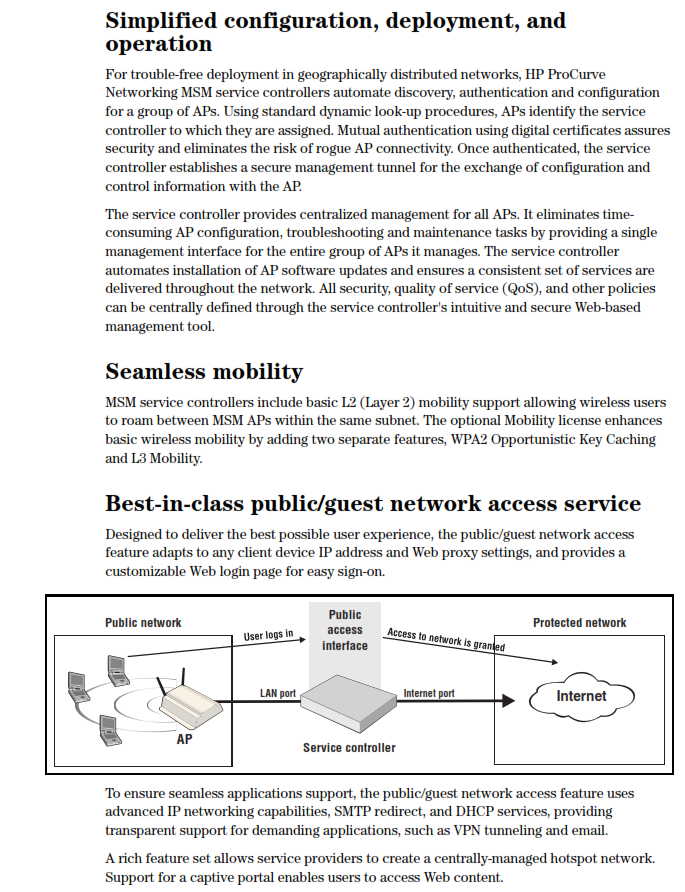 Simplified configuration, deployment, and
operation
For trouble-free deployment in geographically distributed networks, HP ProCurve
Networking MSM service controllers automate discovery, authentication and configuration
for a group of APs. Using standard dynamic look-up procedures, APs identify the service
controller to which they are assigned. Mutual authentication using digital certificates assures
security and eliminates the risk of rogue AP connectivity. Once authenticated, the service
controller establishes a secure management tunnel for the exchange of configuration and
control information with the AP.
The service controller provides centralized management for all APs. It eliminates time-
consuming AP configuration, troubleshooting and maintenance tasks by providing a single
management interface for the entire group of APs it manages. The service controller
automates installation of AP software updates and ensures a consistent set of services are
delivered throughout the network. All security, quality of service (QoS), and other policies
can be centrally defined through the service controller's intuitive and secure Web-based
management tool.
Seamless mobility
MSM service controllers include basic L2 (Layer 2) mobility support allowing wireless users
to roam between MSM APs within the same subnet. The optional Mobility license enhances
basic wireless mobility by adding two separate features, WPA2 Opportunistic Key Caching
and L3 Mobility.
Best-in-class public/guest network access service
Designed to deliver the best possible user experience, the public/guest network access
feature adapts to any client device IP address and Web proxy settings, and provides a
customizable Web login page for easy sign-on.
Public network
User logs in
Public
access
interface
Access to network is granted
Protected network
LAN port
Internet port
Internet
AP
Service controller
To ensure seamless applications support, the public/guest network access feature uses
advanced IP networking capabilities, SMTP redirect, and DHCP services, providing
transparent support for demanding applications, such as VPN tunneling and email.
A rich feature set allows service providers to create a centrally-managed hotspot network.
Support for a captive portal enables users to access Web content.